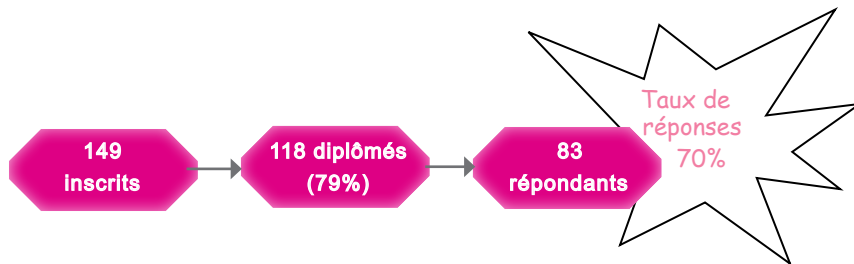 149
inscrits
118 diplômés
(79%)
83
répondants
Taux de
réponses
70%